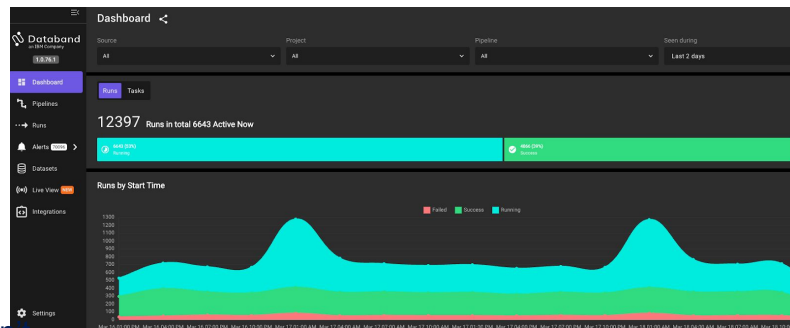 Dashboard
Databand
an IBM Company
1.0.76.1
Source
Project
Pipeline
Seen during
All
All
All
Last 2 days
Dashboard
Pipelines
Runs
Alerts
Datasets
Live View NEW
Integrations
Settings
Runs
Tasks
12397 Runs in total 6643 Active Now
Running
Success
Runs by Start Time
Failed
Success
Running
1300
1200
1100
1000
900
800
700
600
500
400
300
200
100
0